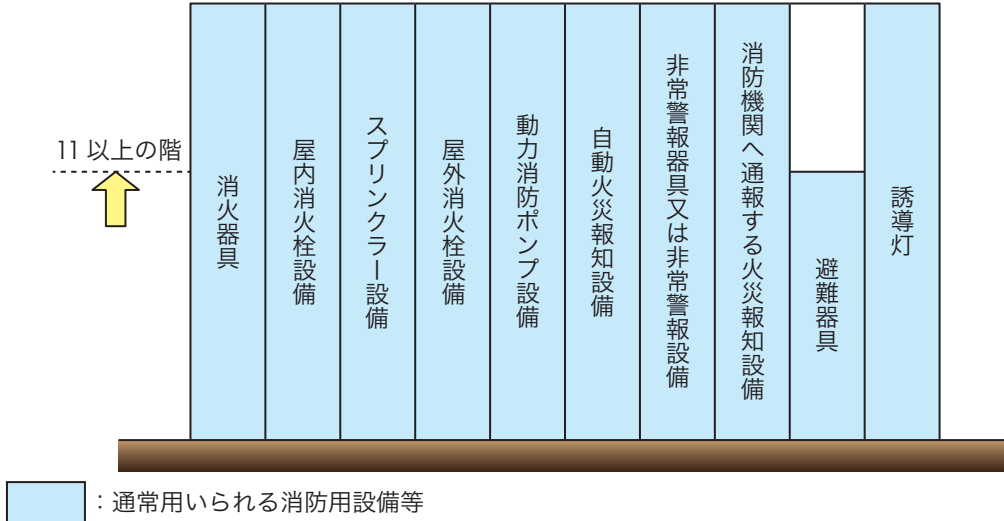 11 以上の階
消火器具
屋内消火栓設備
スプリンクラー設備
屋外消火栓設備
動力消防ポンプ設備
自動火災報知設備
非常警報器具又は非常警報設備
消防機関へ通報する火災報知設備
避難器具
誘導灯
：通常用いられる消防用設備等